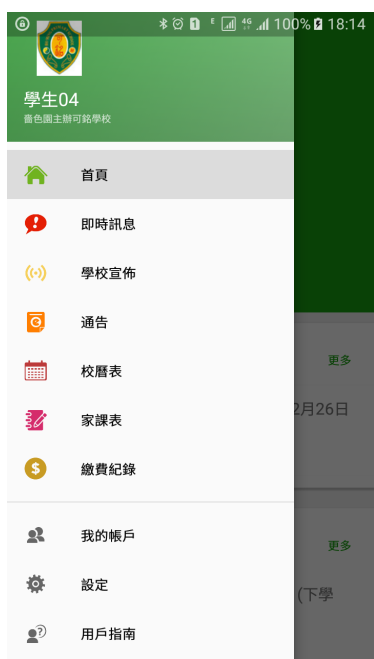 100% 18:14
學生04
嗇色園主辦可銘學校
首頁
即時訊息
學校宣佈
通告
校曆表
家課表
繳費紀錄
我的帳戶
設定
用戶指南
更多
2月26日
更多
(下學